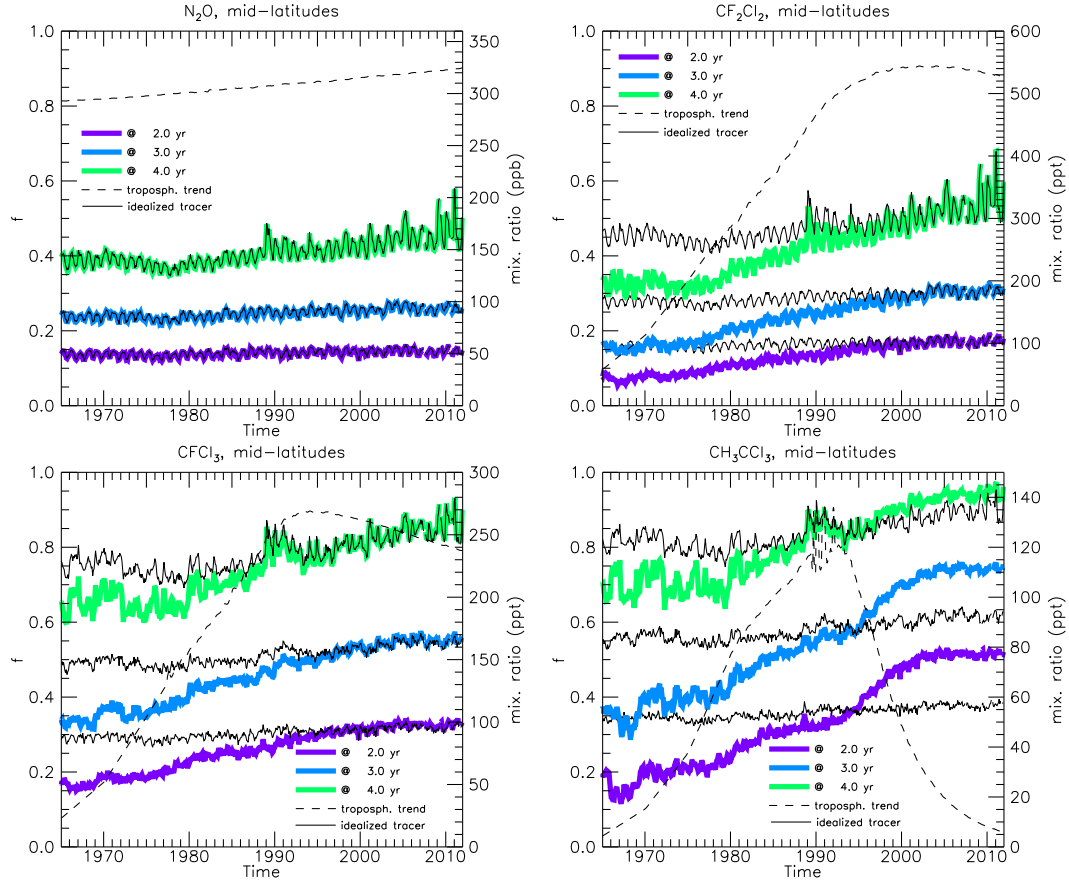 N₂O, mid-latitudes
1.0
0.8
0.6
0.4
0.2
0.0
f
350
300
250
200
150
100
50
0
mix. ratio (ppb)
@ 2.0 yr
@ 3.0 yr
@ 4.0 yr
troposph. trend
idealized tracer
1970 1980 1990 2000 2010
Time
CF₂Cl₂, mid-latitudes
1.0
0.8
0.6
0.4
0.2
0.0
f
600
500
400
300
200
100
0
mix. ratio (ppt)
@ 2.0 yr
@ 3.0 yr
@ 4.0 yr
troposph. trend
idealized tracer
1970 1980 1990 2000 2010
Time
CFCl₃, mid-latitudes
1.0
0.8
0.6
0.4
0.2
0.0
f
300
250
200
150
100
50
0
mix. ratio (ppt)
@ 2.0 yr
@ 3.0 yr
@ 4.0 yr
troposph. trend
idealized tracer
1970 1980 1990 2000 2010
Time
CH₃CCl₃, mid-latitudes
1.0
0.8
0.6
0.4
0.2
0.0
f
140
120
100
80
60
40
20
0
mix. ratio (ppt)
@ 2.0 yr
@ 3.0 yr
@ 4.0 yr
troposph. trend
idealized tracer
1970 1980 1990 2000 2010
Time